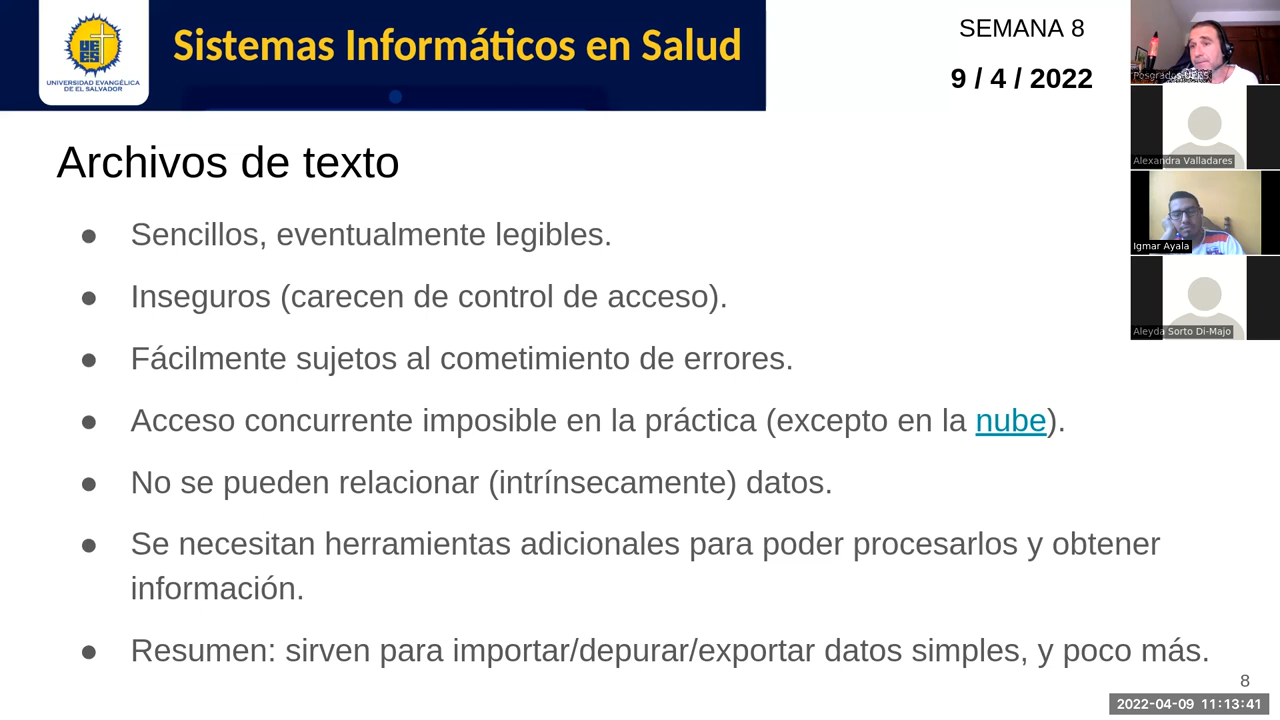 UNIVERSIDAD EVANGÉLICA
DE EL SALVADOR
Sistemas Informáticos en Salud
SEMANA 8
9 / 4 / 2022
Archivos de texto
● Sencillos, eventualmente legibles.
● Inseguros (carecen de control de acceso).
● Fácilmente sujetos al cometimiento de errores.
● Acceso concurrente imposible en la práctica (excepto en la nube).
● No se pueden relacionar (intrínsecamente) datos.
● Se necesitan herramientas adicionales para poder procesarlos y obtener
información.
● Resumen: sirven para importar/depurar/exportar datos simples, y poco más.
8
Alexandra Valladares
Igmar Ayala
Aleyda Sorto Di-Majo
2022-04-09 11:13:41